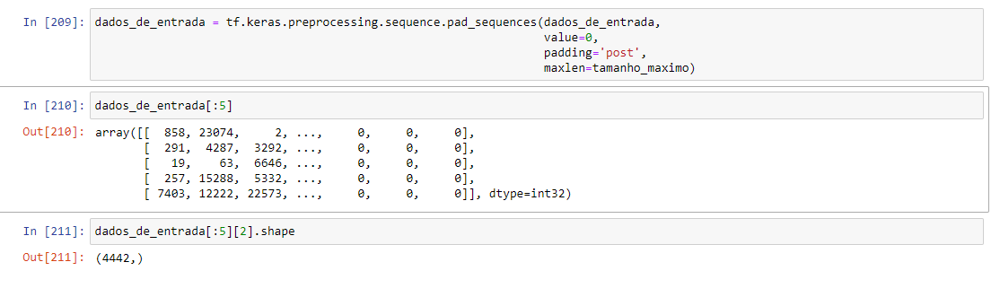 In [209]: dados_de_entrada = tf.keras.preprocessing.sequence.pad_sequences(dados_de_entrada,
value=0,
padding='post',
maxlen=tamanho_maximo)
In [210]: dados_de_entrada[:5]
Out[210]: array([[ 858, 23074, 2, ..., 0, 0, 0],
[ 291, 4287, 3292, ..., 0, 0, 0],
[ 19, 63, 6646, ..., 0, 0, 0],
[ 257, 15288, 5332, ..., 0, 0, 0],
[ 7403, 12222, 22573, ..., 0, 0, 0]], dtype=int32)
In [211]: dados_de_entrada[:5][2].shape
Out[211]: (4442,)